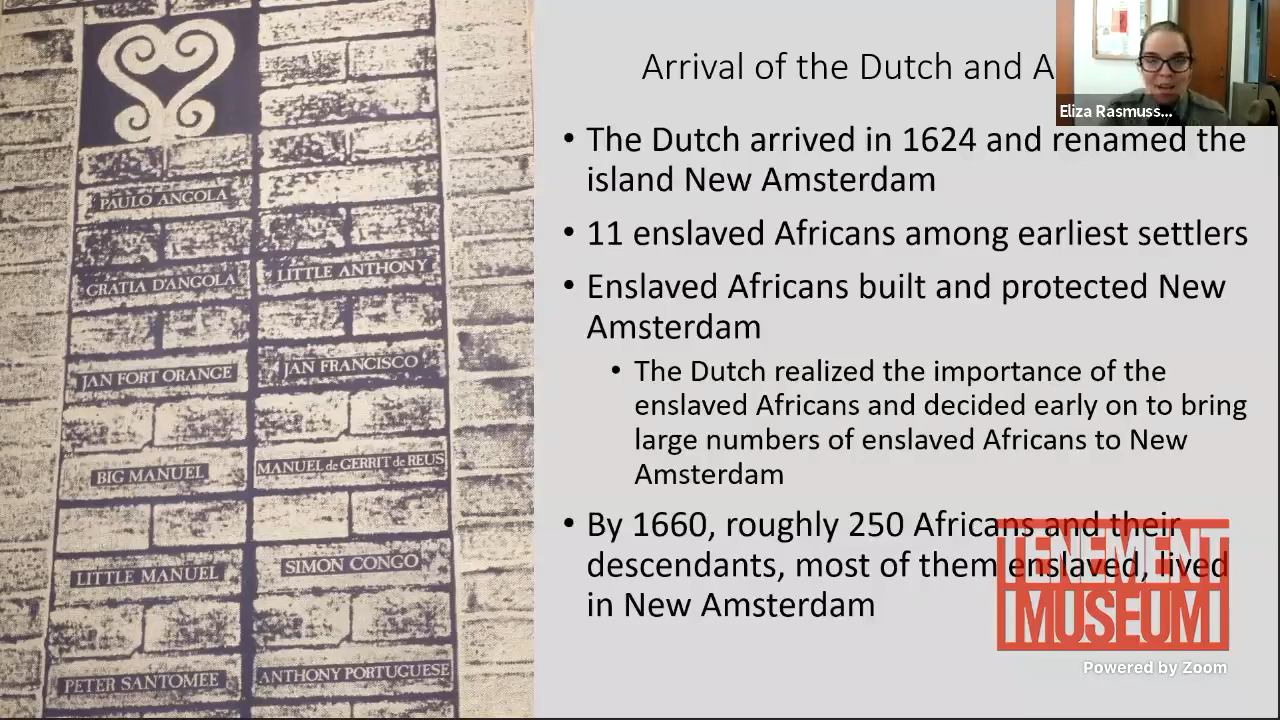 PAULO ANGOLA
GRATIA D'ANGOLA
LITTLE ANTHONY
JAN FORT ORANGE
JAN FRANCISCO
BIG MANUEL
MANUEL de GERRIT de REUS
LITTLE MANUEL
SIMON CONGO
PETER SANTOMEE
ANTHONY PORTUGUESE
Arrival of the Dutch and A
Eliza Rasmuss...
• The Dutch arrived in 1624 and renamed the
island New Amsterdam
• 11 enslaved Africans among earliest settlers
• Enslaved Africans built and protected New
Amsterdam
• The Dutch realized the importance of the
enslaved Africans and decided early on to bring
large numbers of enslaved Africans to New
Amsterdam
• By 1660, roughly 250 Africans and their
descendants, most of them enslaved, lived
in New Amsterdam
TENEMENT
MUSEUM
Powered by Zoom